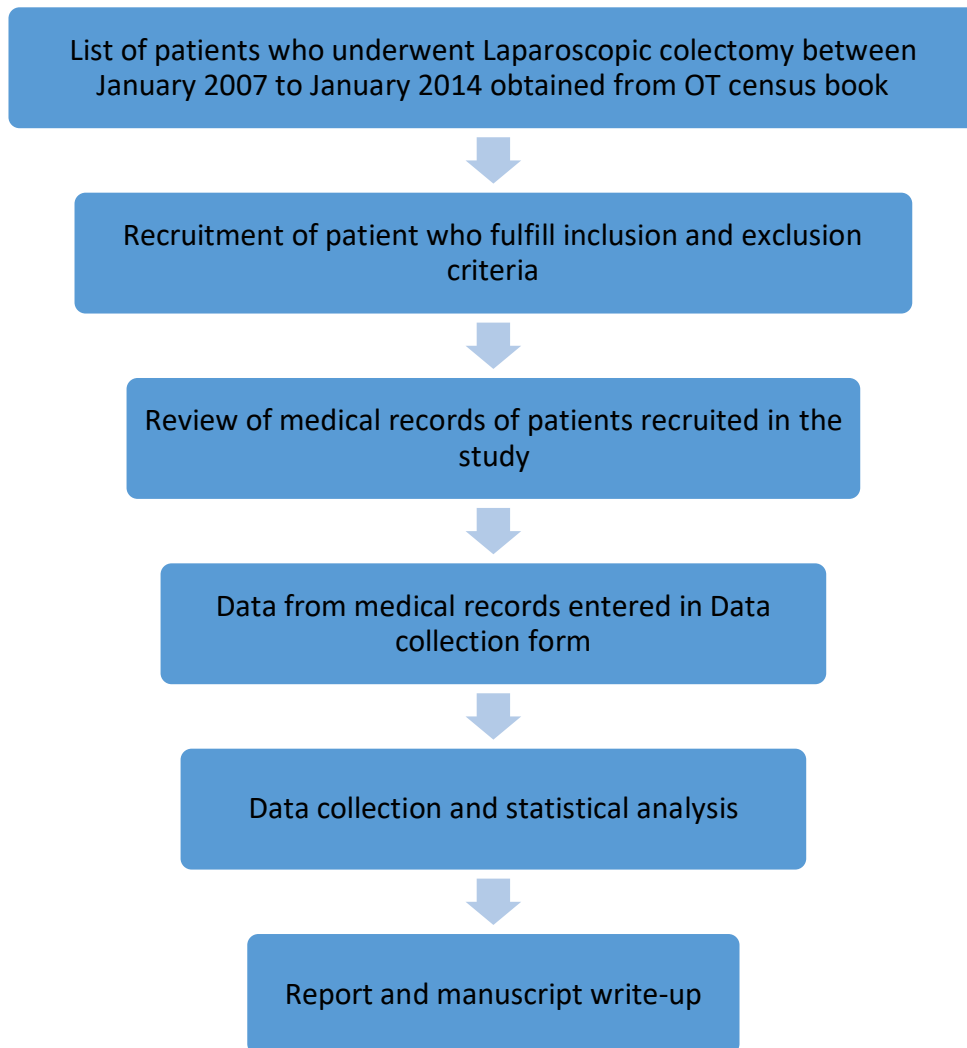 List of patients who underwent Laparoscopic colectomy between
January 2007 to January 2014 obtained from OT census book
Recruitment of patient who fulfill inclusion and exclusion
criteria
Review of medical records of patients recruited in the
study
Data from medical records entered in Data
collection form
Data collection and statistical analysis
Report and manuscript write-up